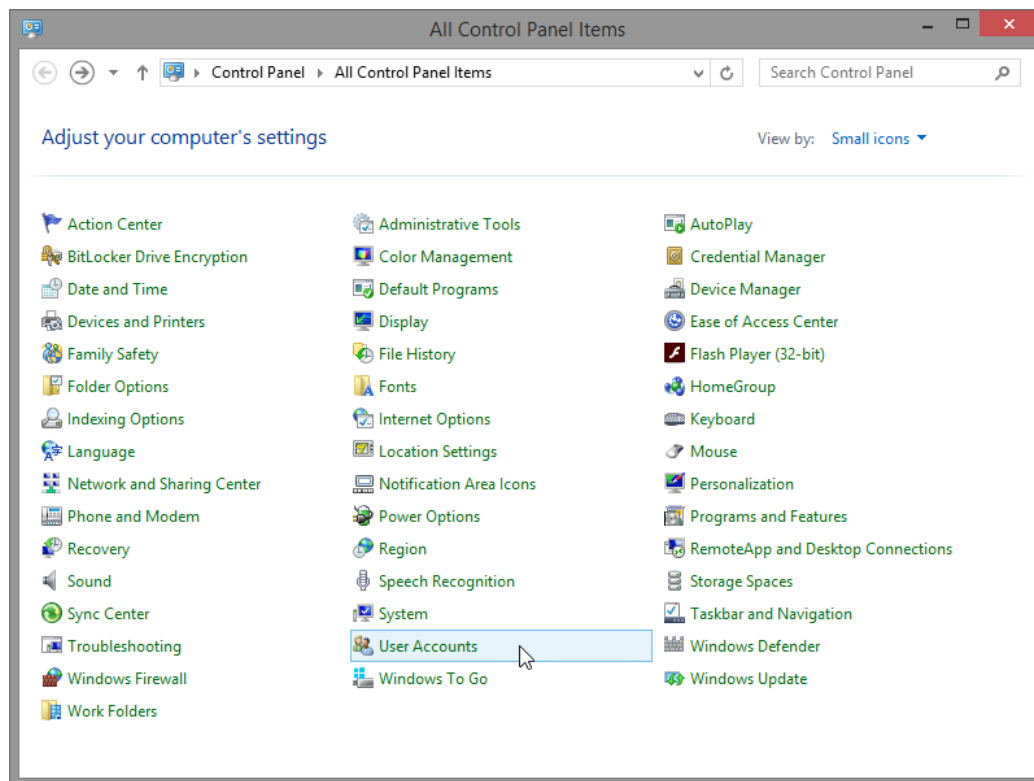 All Control Panel Items
Control Panel All Control Panel Items Search Control Panel
Adjust your computer's settings View by: Small icons
Action Center Administrative Tools AutoPlay
BitLocker Drive Encryption Color Management Credential Manager
Date and Time Default Programs Device Manager
Devices and Printers Display Ease of Access Center
Family Safety File History Flash Player (32-bit)
Folder Options Fonts HomeGroup
Indexing Options Internet Options Keyboard
Language Location Settings Mouse
Network and Sharing Center Notification Area Icons Personalization
Phone and Modem Power Options Programs and Features
Recovery Region RemoteApp and Desktop Connections
Sound Speech Recognition Storage Spaces
Sync Center System Taskbar and Navigation
Troubleshooting User Accounts Windows Defender
Windows Firewall Windows To Go Windows Update
Work Folders